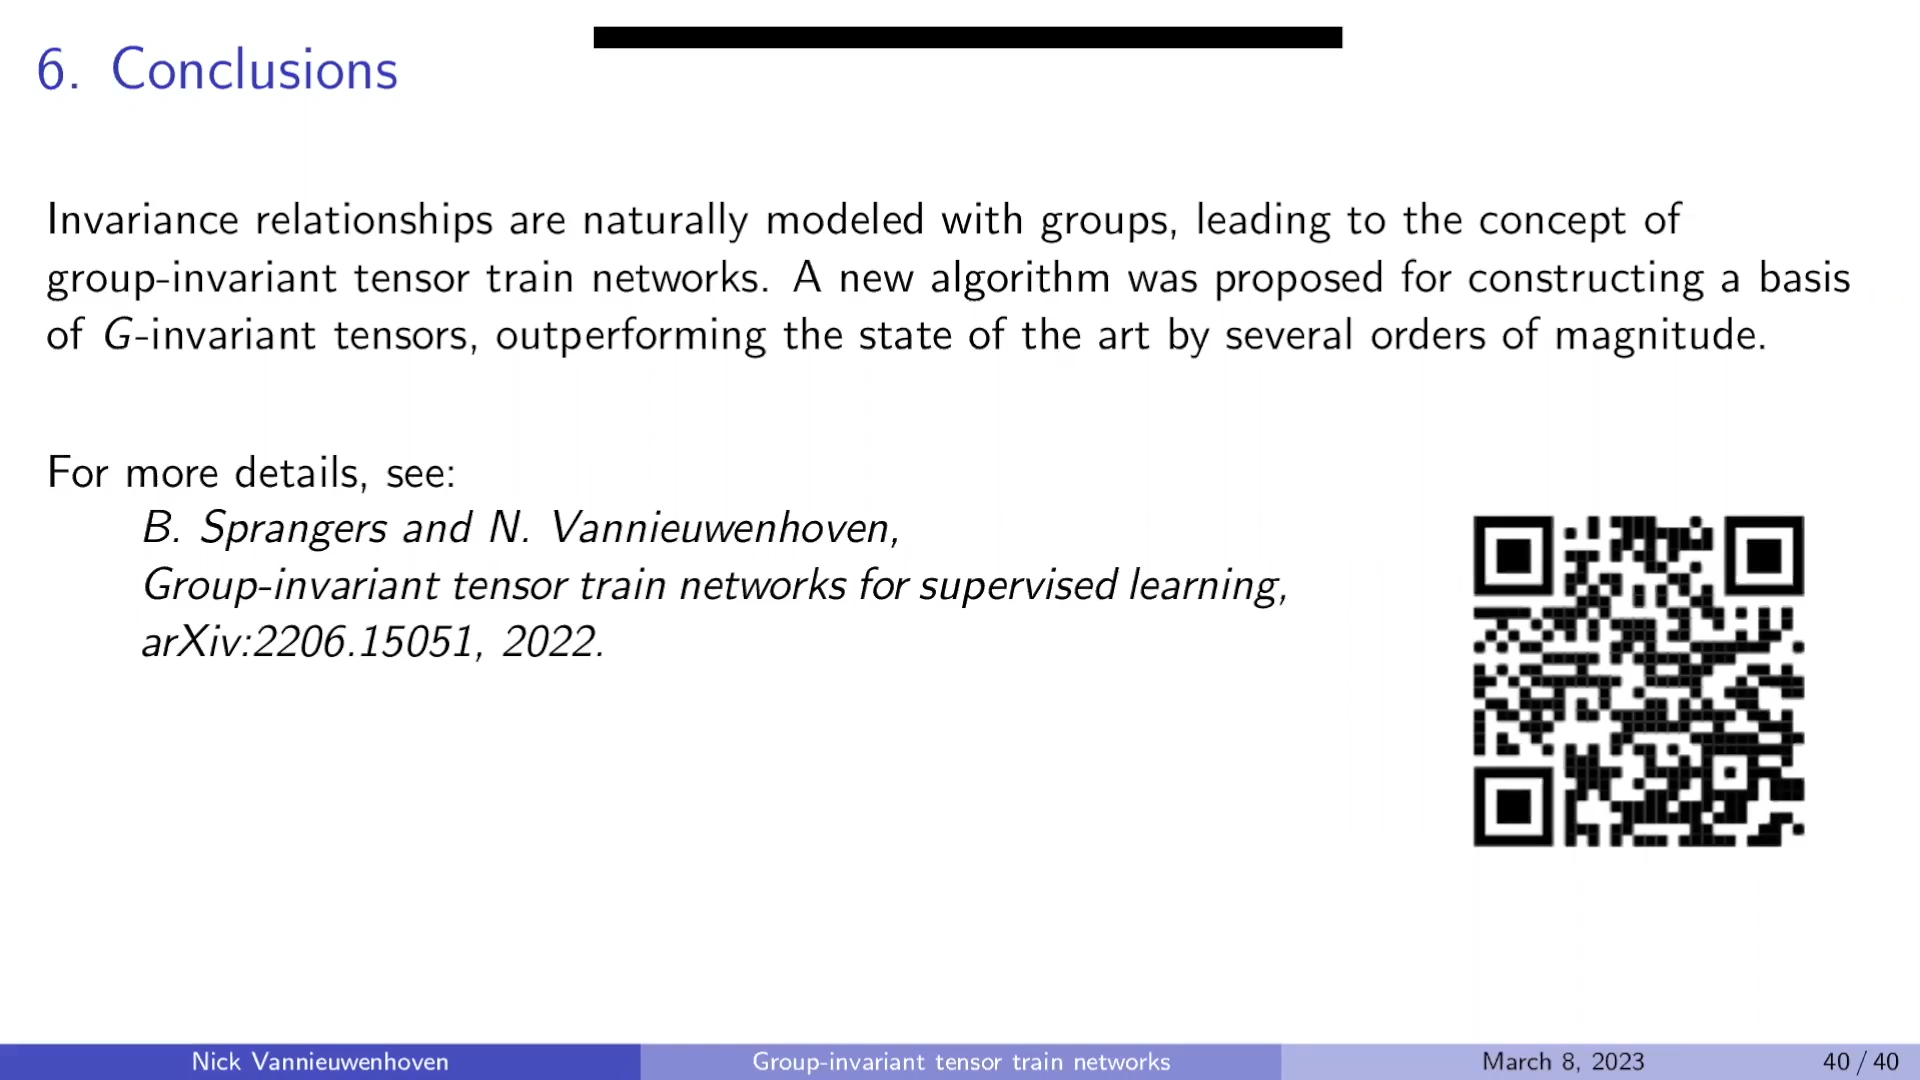 6. Conclusions
Invariance relationships are naturally modeled with groups, leading to the concept of
group-invariant tensor train networks. A new algorithm was proposed for constructing a basis
of G-invariant tensors, outperforming the state of the art by several orders of magnitude.
For more details, see:
B. Sprangers and N. Vannieuwenhoven,
Group-invariant tensor train networks for supervised learning,
arXiv:2206.15051, 2022.
Nick Vannieuwenhoven
Group-invariant tensor train networks
March 8, 2023
40 / 40